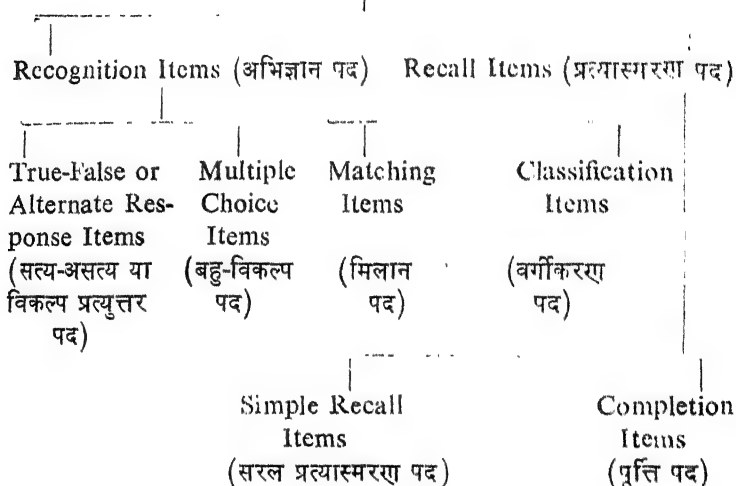 Recognition Items (अभिज्ञान पद) Recall Items (प्रत्यास्मरण पद)
True-False or Multiple Matching Classification
Alternate Res- Choice Items Items
ponse Items Items
(सत्य-असत्य या (बहु-विकल्प (मिलान (वर्गीकरण
विकल्प प्रत्युत्तर पद) पद) पद)
पद)
Simple Recall Completion
Items Items
(सरल प्रत्यास्मरण पद) (पूर्त्ति पद)